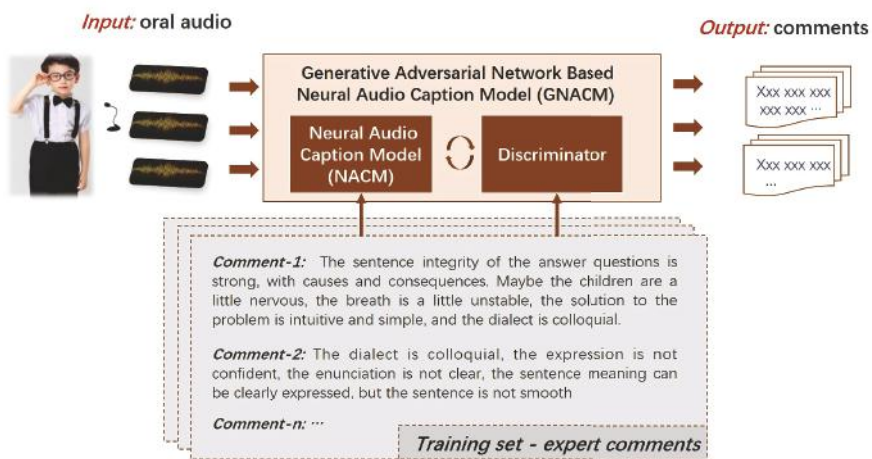 Input: oral audio
Output: comments
Generative Adversarial Network Based
Neural Audio Caption Model (GNACM)
Neural Audio
Caption Model
(NACM)
Discriminator
Xxx xxx xxx
xxx xxx ···
Xxx xxx xxx
...
Comment-1: The sentence integrity of the answer questions is
strong, with causes and consequences. Maybe the children are a
little nervous, the breath is a little unstable, the solution to the
problem is intuitive and simple, and the dialect is colloquial.
Comment-2: The dialect is colloquial, the expression is not
confident, the enunciation is not clear, the sentence meaning can
be clearly expressed, but the sentence is not smooth
Comment-n: ···
Training set - expert comments